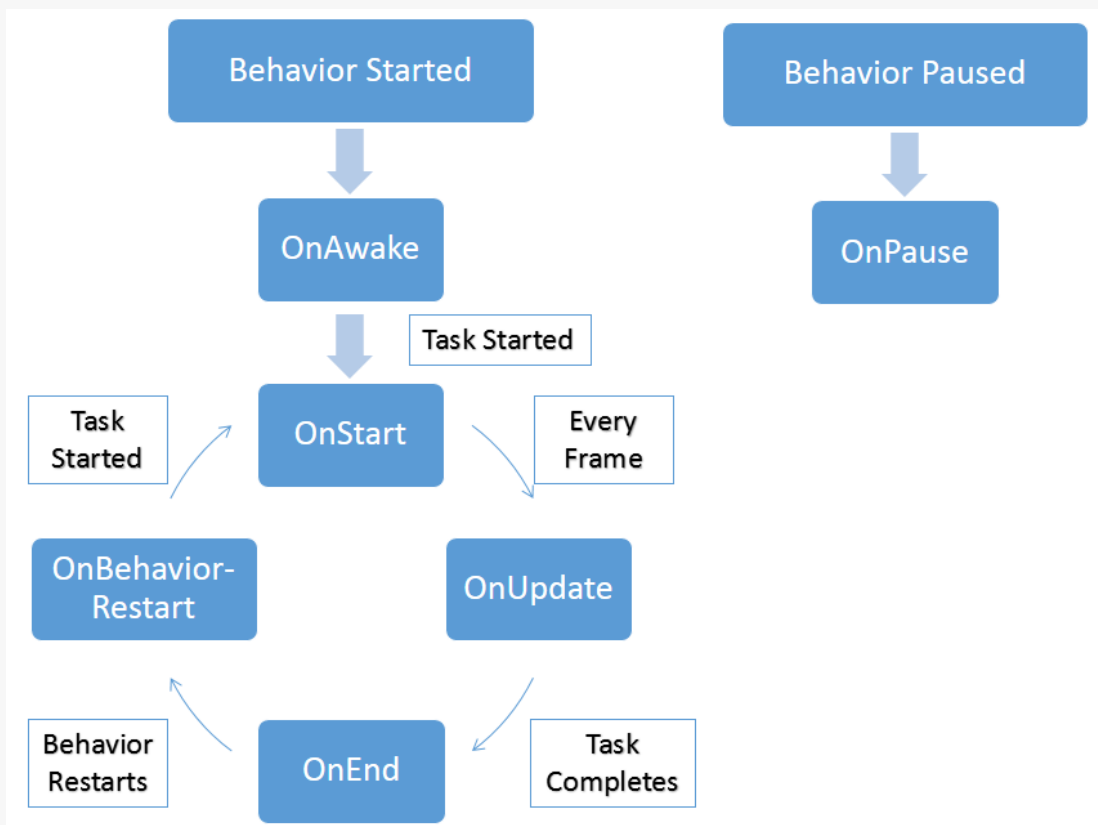 Behavior Started
Behavior Paused
OnAwake
OnPause
Task Started
Task
Started
OnStart
Every
Frame
OnBehavior-
Restart
OnUpdate
Behavior
Restarts
OnEnd
Task
Completes